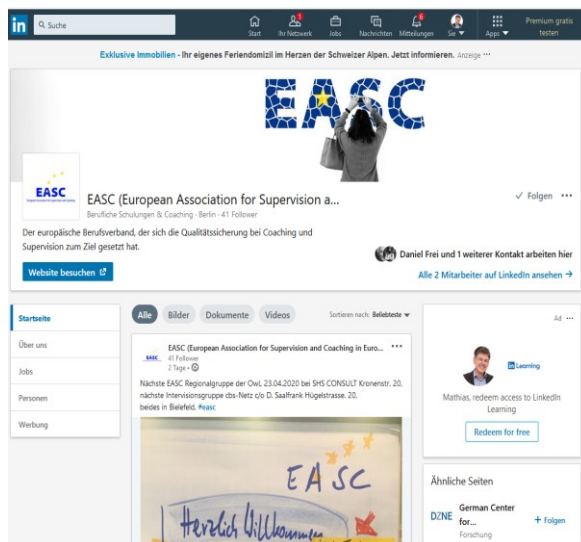 in
Suche
Start
Ihr Netzwerk
Jobs
Nachrichten
Mitteilungen
Sie
Apps
Premium gratis
testen
Exklusive Immobilien - Ihr eigenes Feriendomizil im Herzen der Schweizer Alpen. Jetzt informieren. Anzeige ···
EASC
EASC
EASC (European Association for Supervision a...
Folgen ···
Berufliche Schulungen & Coaching · Berlin · 41 Follower
Der europäische Berufsverband, der sich die Qualitätssicherung bei Coaching und
Supervision zum Ziel gesetzt hat.
Daniel Frei und 1 weiterer Kontakt arbeiten hier
Website besuchen
Alle 2 Mitarbeiter auf LinkedIn ansehen →
Startseite
Über uns
Jobs
Personen
Werbung
Alle
Bilder
Dokumente
Videos
Sortieren nach: Beliebteste
EASC
EASC (European Association for Supervision and Coaching in Euro...
41 Follower
2 Tage •
Nächste EASC Regionalgruppe der OwL 23.04.2020 bei SHS CONSULT Kronenstr. 20.
nächste Intervisionsgruppe cbs-Netz c/o D. Saalfrank Hügelstrasse. 20.
beides in Bielefeld. #easc
EASC
Herzlich Willkommen
Ad ···
in Learning
Mathias, redeem access to LinkedIn
Learning
Redeem for free
Ähnliche Seiten
DZNE
German Center
for...
Forschung
+ Folgen